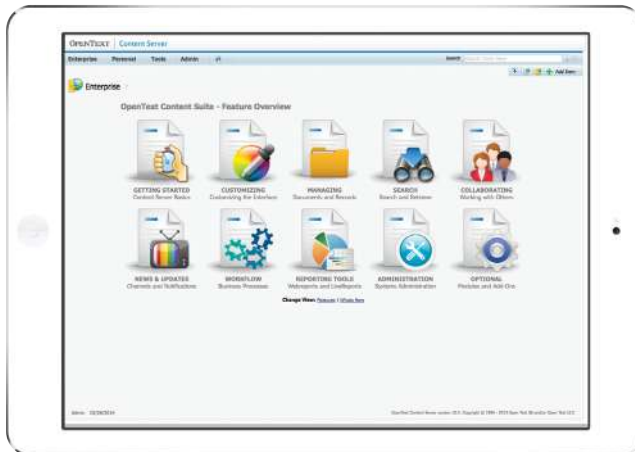 OPENTEXT | Content Server
Enterprise Personal Tools Admin
Search
Add Item
Enterprise
OpenText Content Suite - Feature Overview
GETTING STARTED CUSTOMIZING MANAGING SEARCH COLLABORATING
Content Server Basics Customizing the Interface Documents and Records Search and Retrieve Working with Others
NEWS & UPDATES WORKFLOW REPORTING TOOLS ADMINISTRATION OPTIONAL
Channels and Notifications Business Processes Webreports and LiveReports Systems Administration Modules and Add-Ons
Change View:
Admin